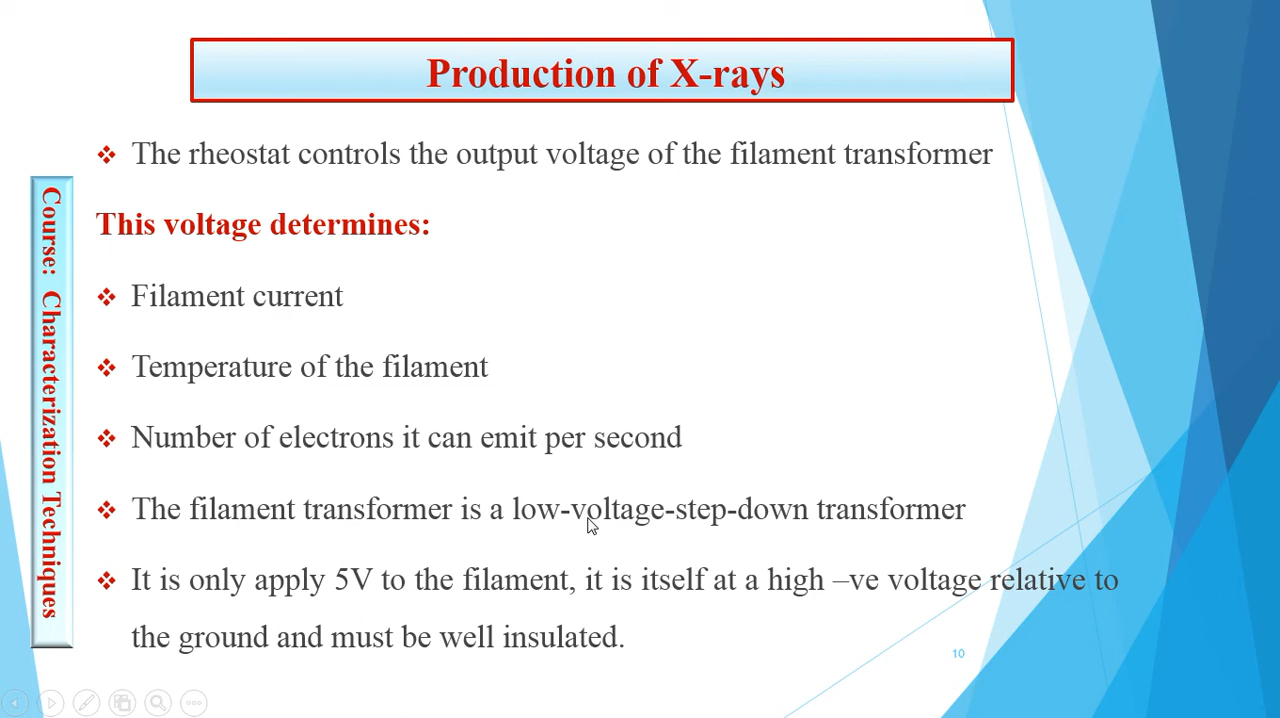 Production of X-rays
The rheostat controls the output voltage of the filament transformer
This voltage determines:
Filament current
Temperature of the filament
Number of electrons it can emit per second
The filament transformer is a low-voltage-step-down transformer
It is only apply 5V to the filament, it is itself at a high –ve voltage relative to
the ground and must be well insulated.
Course: Characterization Techniques
10